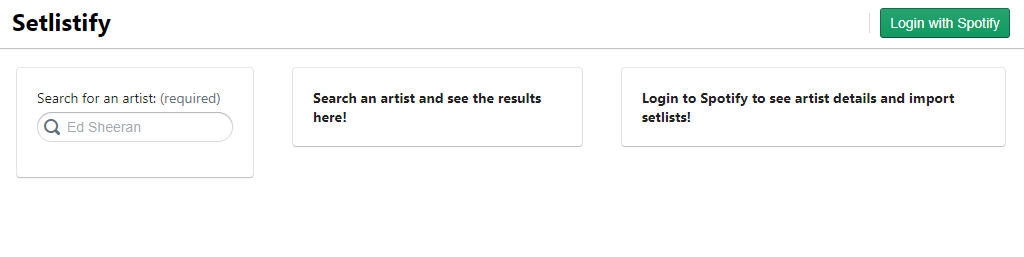 Setlistify
Login with Spotify
Search for an artist: (required)
Ed Sheeran
Search an artist and see the results
here!
Login to Spotify to see artist details and import
setlists!